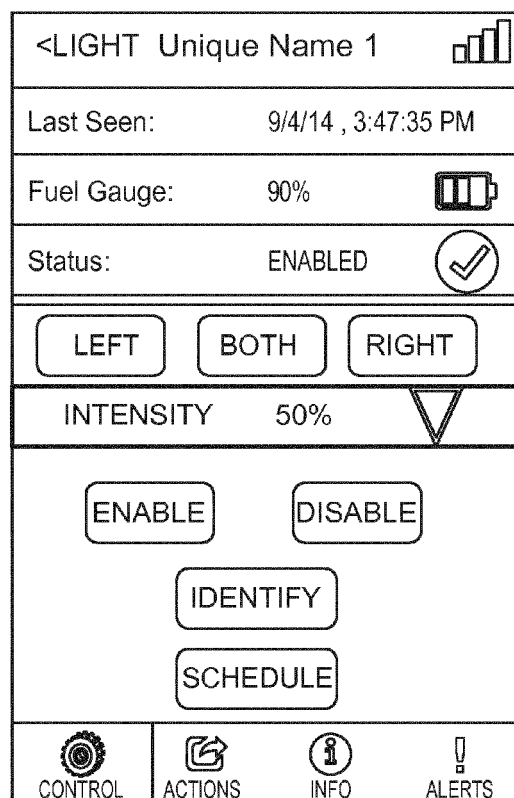 <LIGHT Unique Name 1
Last Seen: 9/4/14 , 3:47:35 PM
Fuel Gauge: 90%
Status: ENABLED
LEFT BOTH RIGHT
INTENSITY 50%
ENABLE DISABLE
IDENTIFY
SCHEDULE
CONTROL ACTIONS INFO ALERTS